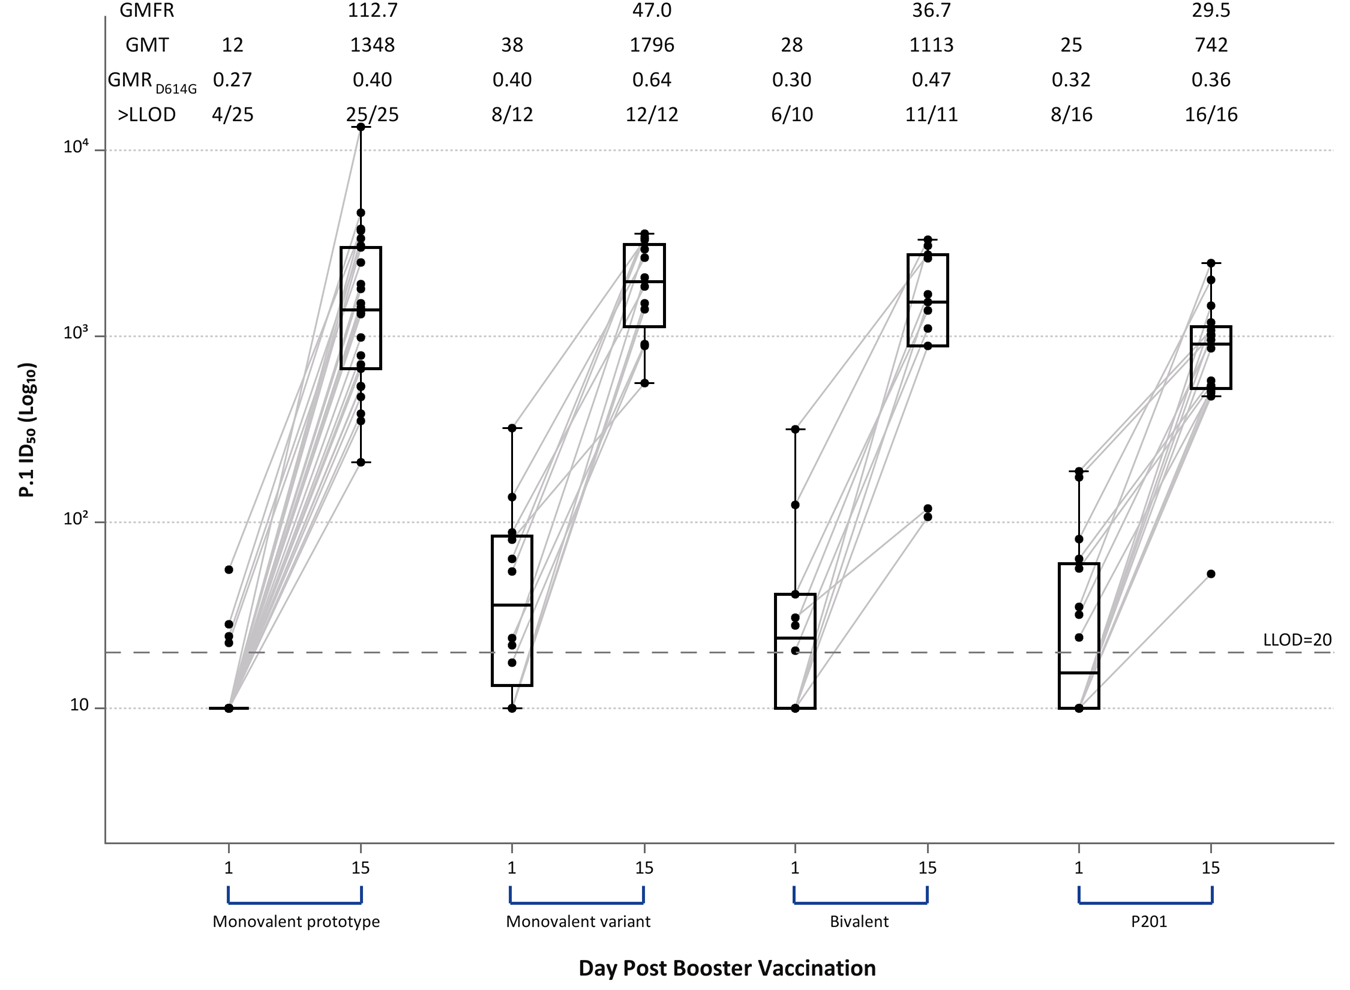 GMFR 112.7 47.0 36.7 29.5
GMT 12 1348 38 1796 28 1113 25 742
GMR D614G 0.27 0.40 0.40 0.64 0.30 0.47 0.32 0.36
>LLOD 4/25 25/25 8/12 12/12 6/10 11/11 8/16 16/16
10⁴
10³
10²
10
P.1 ID₅₀ (Log₁₀)
LLOD=20
1 15 1 15 1 15 1 15
Monovalent prototype Monovalent variant Bivalent P201
Day Post Booster Vaccination